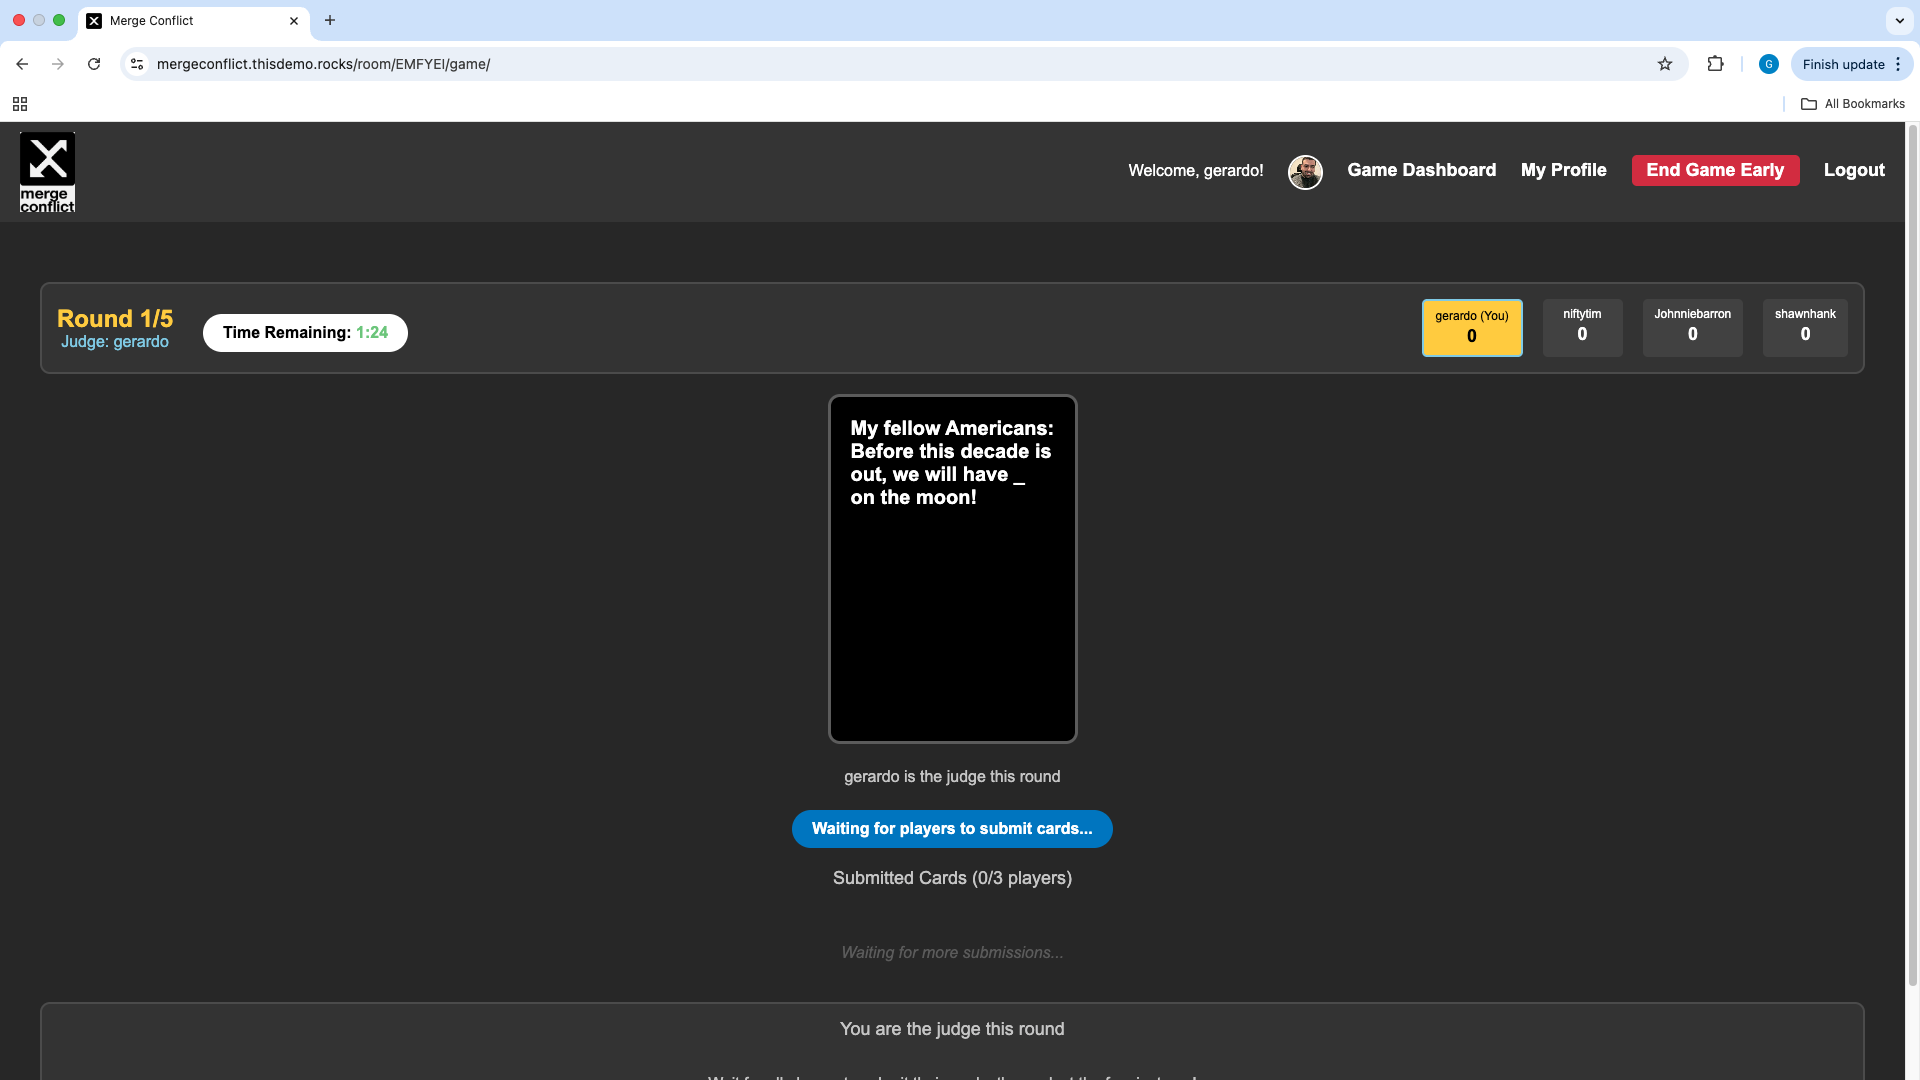 Merge Conflict
mergeconflict.thisdemo.rocks/room/EMFYEI/game/
G
Finish update
All Bookmarks
merge
conflict
Welcome, gerardo!
Game Dashboard
My Profile
End Game Early
Logout
Round 1/5
Judge: gerardo
Time Remaining: 1:24
gerardo (You)
0
niftytim
0
Johnniebarron
0
shawnhank
0
My fellow Americans:
Before this decade is
out, we will have _
on the moon!
gerardo is the judge this round
Waiting for players to submit cards...
Submitted Cards (0/3 players)
Waiting for more submissions...
You are the judge this round